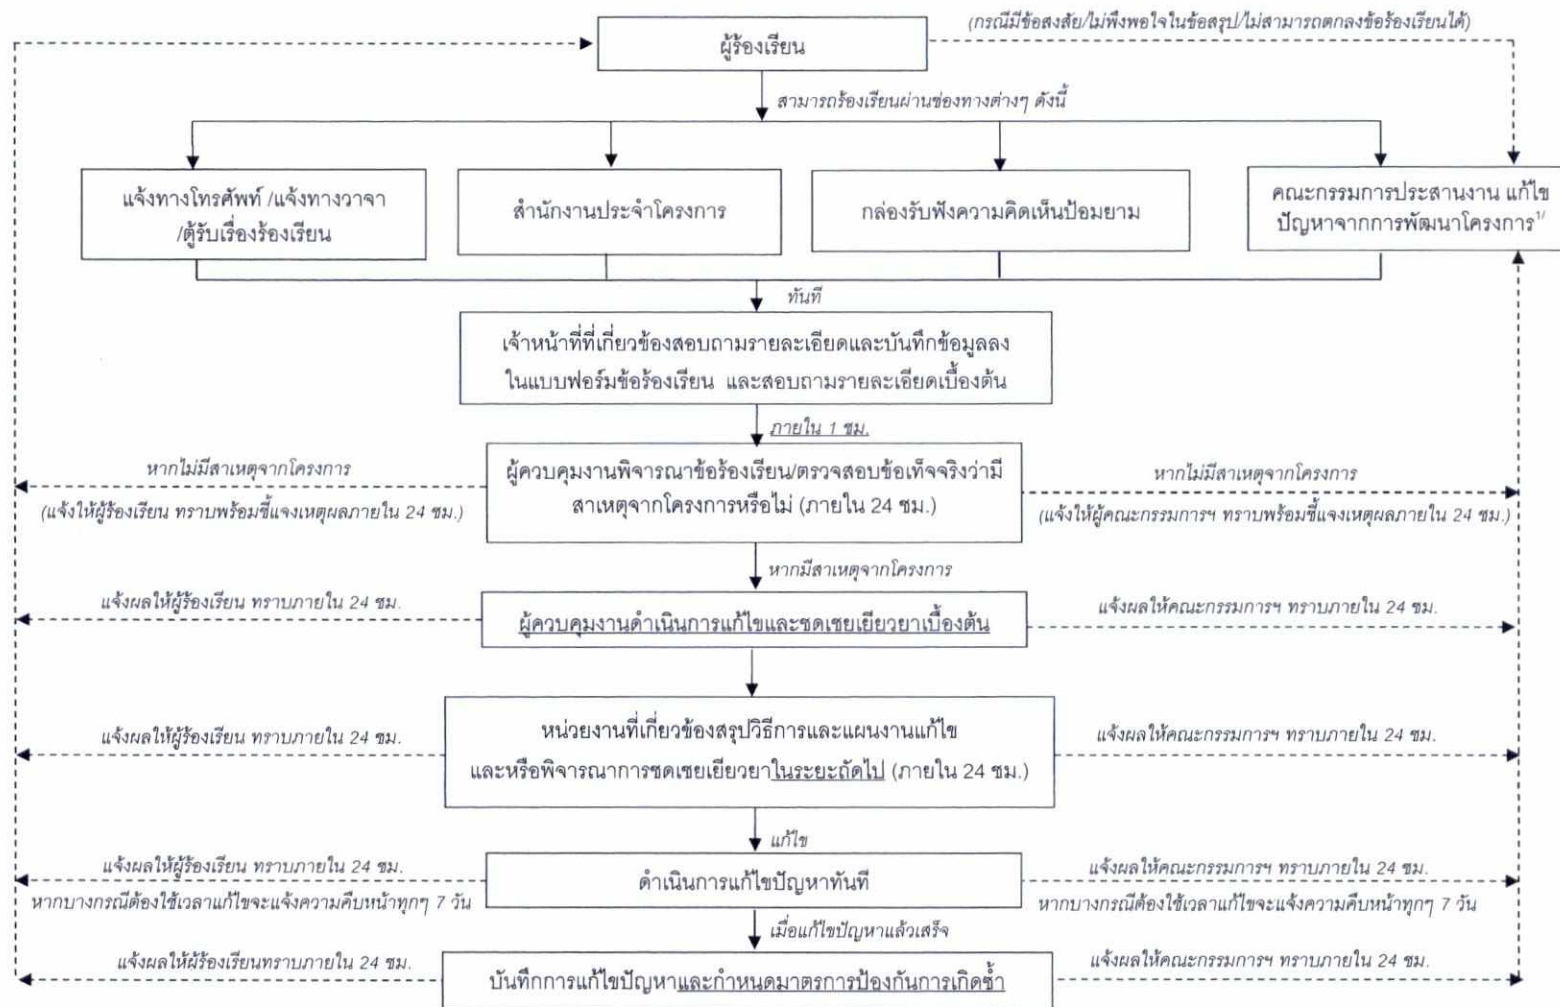 (กรณีมีข้อสงสัย/ไม่พึงพอใจในข้อสรุป/ไม่สามารถตกลงข้อร้องเรียนได้)
ผู้ร้องเรียน
สามารถร้องเรียนผ่านช่องทางต่างๆ ดังนี้
แจ้งทางโทรศัพท์ /แจ้งทางวาจา
/ตู้รับเรื่องร้องเรียน
สำนักงานประจำโครงการ
กล่องรับฟังความคิดเห็นป้อมยาม
คณะกรรมการประสานงาน แก้ไข
ปัญหาจากการพัฒนาโครงการ1/
ทันที
เจ้าหน้าที่ที่เกี่ยวข้องสอบถามรายละเอียดและบันทึกข้อมูลลง
ในแบบฟอร์มข้อร้องเรียน และสอบถามรายละเอียดเบื้องต้น
ภายใน 1 ชม.
หากไม่มีสาเหตุจากโครงการ
(แจ้งให้ผู้ร้องเรียน ทราบพร้อมชี้แจงเหตุผลภายใน 24 ชม.)
ผู้ควบคุมงานพิจารณาข้อร้องเรียน/ตรวจสอบข้อเท็จจริงว่ามี
สาเหตุจากโครงการหรือไม่ (ภายใน 24 ชม.)
หากไม่มีสาเหตุจากโครงการ
(แจ้งให้ผู้คณะกรรมการฯ ทราบพร้อมชี้แจงเหตุผลภายใน 24 ชม.)
หากมีสาเหตุจากโครงการ
แจ้งผลให้ผู้ร้องเรียน ทราบภายใน 24 ชม.
ผู้ควบคุมงานดำเนินการแก้ไขและชดเชยเยียวยาเบื้องต้น
แจ้งผลให้คณะกรรมการฯ ทราบภายใน 24 ชม.
แจ้งผลให้ผู้ร้องเรียน ทราบภายใน 24 ชม.
หน่วยงานที่เกี่ยวข้องสรุปวิธีการและแผนงานแก้ไข
และหรือพิจารณาการชดเชยเยียวยาในระยะถัดไป (ภายใน 24 ชม.)
แจ้งผลให้คณะกรรมการฯ ทราบภายใน 24 ชม.
แก้ไข
แจ้งผลให้ผู้ร้องเรียน ทราบภายใน 24 ชม.
หากบางกรณีต้องใช้เวลาแก้ไขจะแจ้งความคืบหน้าทุกๆ 7 วัน
ดำเนินการแก้ไขปัญหาทันที
แจ้งผลให้คณะกรรมการฯ ทราบภายใน 24 ชม.
หากบางกรณีต้องใช้เวลาแก้ไขจะแจ้งความคืบหน้าทุกๆ 7 วัน
เมื่อแก้ไขปัญหาแล้วเสร็จ
แจ้งผลให้ผู้ร้องเรียนทราบภายใน 24 ชม.
บันทึกการแก้ไขปัญหาและกำหนดมาตรการป้องกันการเกิดซ้ำ
แจ้งผลให้คณะกรรมการฯ ทราบภายใน 24 ชม.